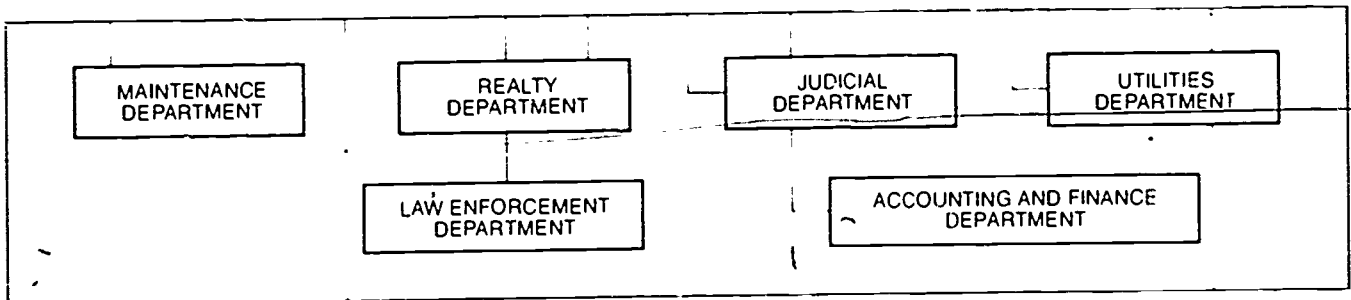 MAINTENANCE
DEPARTMENT
REALTY
DEPARTMENT
JUDICIAL
DEPARTMENT
UTILITIES
DEPARTMENT
LAW ENFORCEMENT
DEPARTMENT
ACCOUNTING AND FINANCE
DEPARTMENT